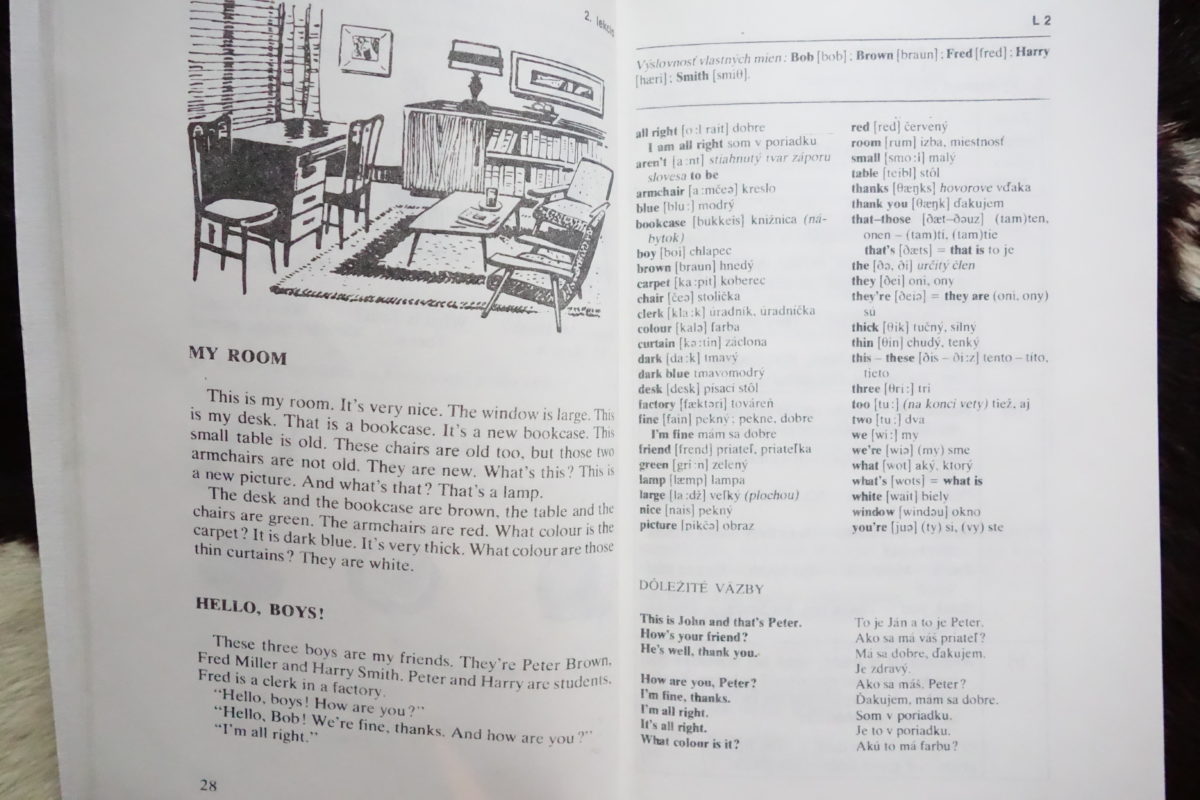 2. lekcia
MY ROOM
This is my room. It's very nice. The window is large. This
is my desk. That is a bookcase. It's a new bookcase. This
small table is old. These chairs are old too, but those two
armchairs are not old. They are new. What's this? This is
a new picture. And what's that? That's a lamp.
The desk and the bookcase are brown, the table and the
chairs are green. The armchairs are red. What colour is the
carpet? It is dark blue. It's very thick. What colour are those
thin curtains? They are white.
HELLO, BOYS!
These three boys are my friends. They're Peter Brown,
Fred Miller and Harry Smith. Peter and Harry are students,
Fred is a clerk in a factory.
“Hello, boys! How are you?”
“Hello, Bob! We're fine, thanks. And how are you?”
“I'm all right.”
28
L 2
Výslovnosť vlastných mien: Bob [bob]; Brown [braun]; Fred [fred]; Harry
[hæri]; Smith [smiθ].
all right [o:l rait] dobre
I am all right som v poriadku
aren't [a:nt] stiahnutý tvar záporu
slovesa to be
armchair [a:mčeə] kreslo
blue [blu:] modrý
bookcase [bukkeis] knižnica (ná-
bytok)
boy [boi] chlapec
brown [braun] hnedý
carpet [ka:pit] koberec
chair [čeə] stolička
clerk [kla:k] úradník, úradníčka
colour [kalə] farba
curtain [kə:tin] záclona
dark [da:k] tmavý
dark blue tmavomodrý
desk [desk] písací stôl
factory [fæktəri] továreň
fine [fain] pekný; pekne, dobre
I'm fine mám sa dobre
friend [frend] priateľ, priateľka
green [gri:n] zelený
lamp [læmp] lampa
large [la:dž] veľký (plochou)
nice [nais] pekný
picture [pikčə] obraz
red [red] červený
room [rum] izba, miestnosť
small [smo:l] malý
table [teibl] stôl
thanks [θæŋks] hovorove vďaka
thank you [θæŋk] ďakujem
that–those [ðæt–ðəuz] (tam)ten,
onen – (tam)tí, (tam)tie
that's [ðæts] = that is to je
the [ðə, ði] určitý člen
they [ðei] oni, ony
they're [ðeiə] = they are (oni, ony)
sú
thick [θik] tučný, silný
thin [θin] chudý, tenký
this – these [ðis – ði:z] tento – títo,
tieto
three [θri:] tri
too [tu:] (na konci vety) tiež, aj
two [tu:] dva
we [wi:] my
we're [wiə] (my) sme
what [wot] aký, ktorý
what's [wots] = what is
white [wait] biely
window [windəu] okno
you're [juə] (ty) si, (vy) ste
DÔLEŽITÉ VÄZBY
This is John and that's Peter. To je Ján a to je Peter.
How's your friend? Ako sa má váš priateľ?
He's well, thank you. Má sa dobre, ďakujem.
Je zdravý.
How are you, Peter? Ako sa máš, Peter?
I'm fine, thanks. Ďakujem, mám sa dobre.
I'm all right. Som v poriadku.
It's all right. Je to v poriadku.
What colour is it? Akú to má farbu?